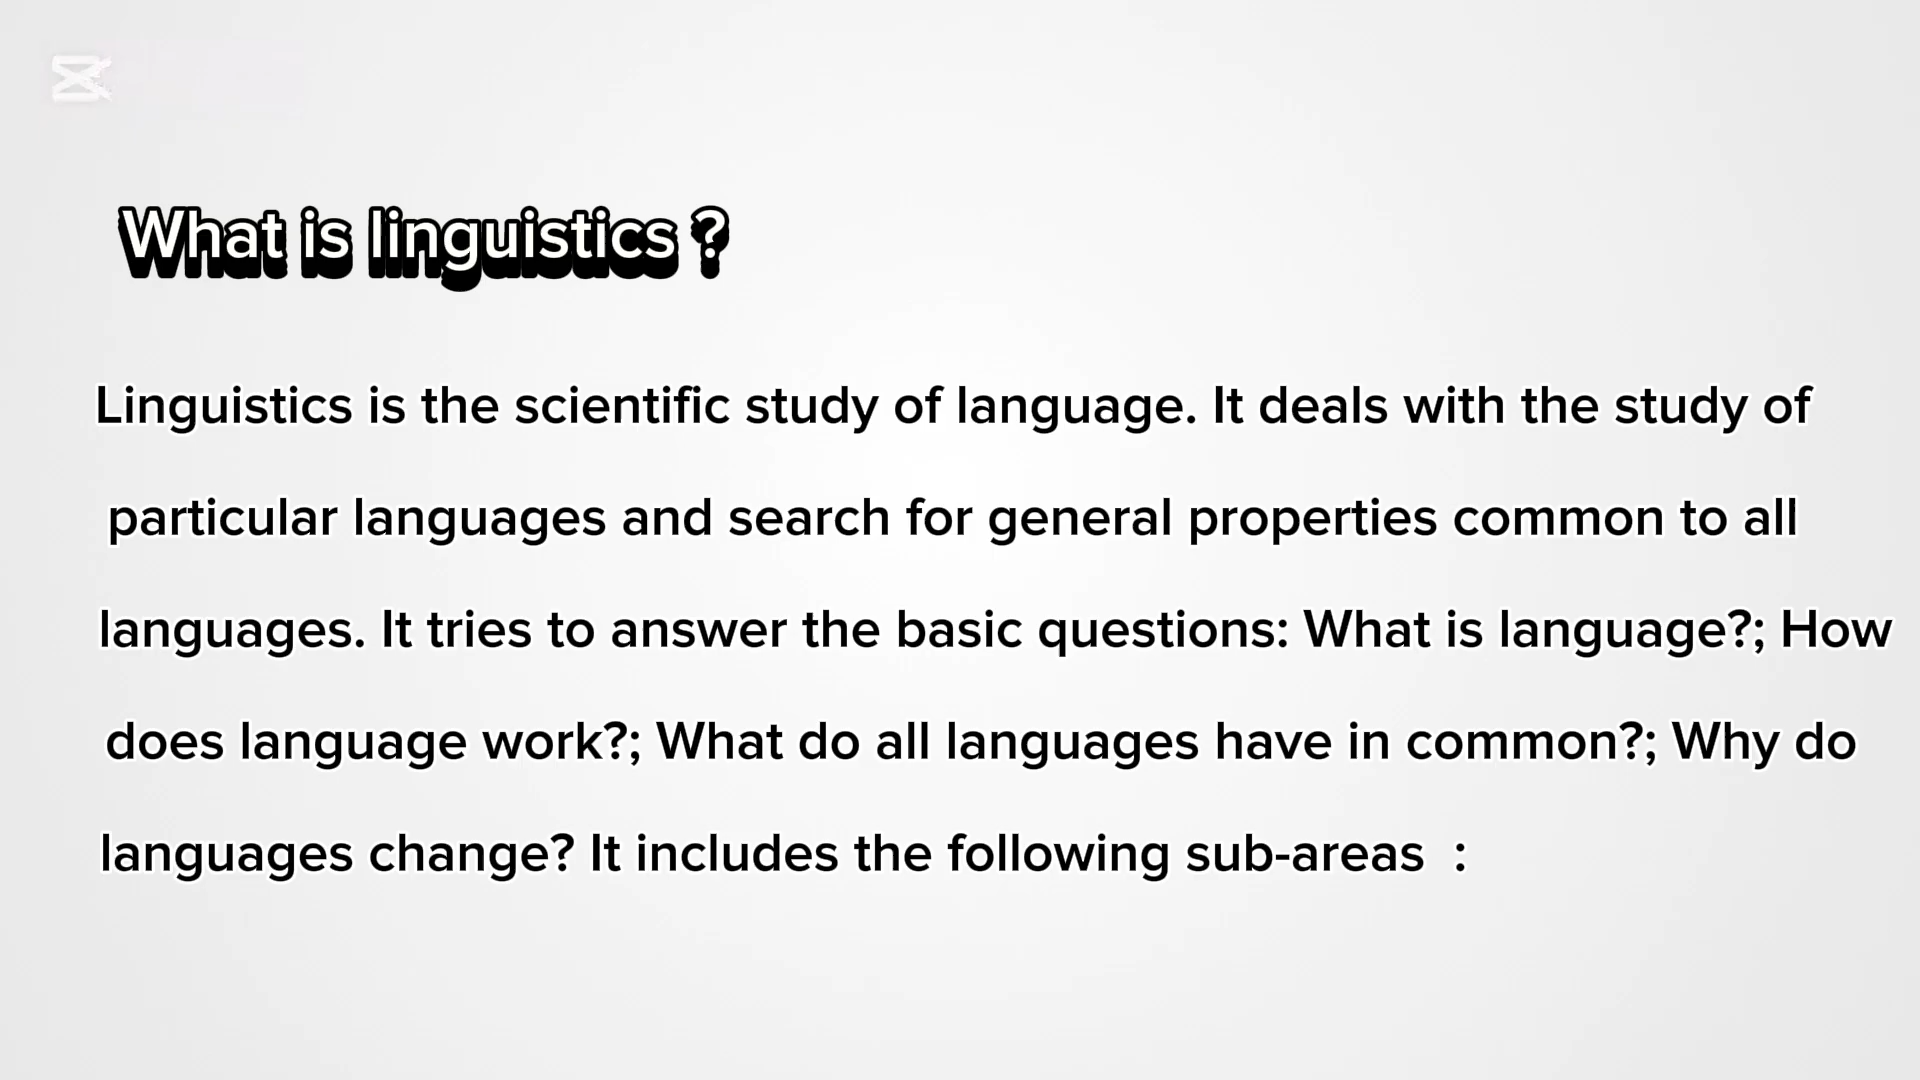 What is linguistics ?
Linguistics is the scientific study of language. It deals with the study of
particular languages and search for general properties common to all
languages. It tries to answer the basic questions: What is language?; How
does language work?; What do all languages have in common?; Why do
languages change? It includes the following sub-areas  :